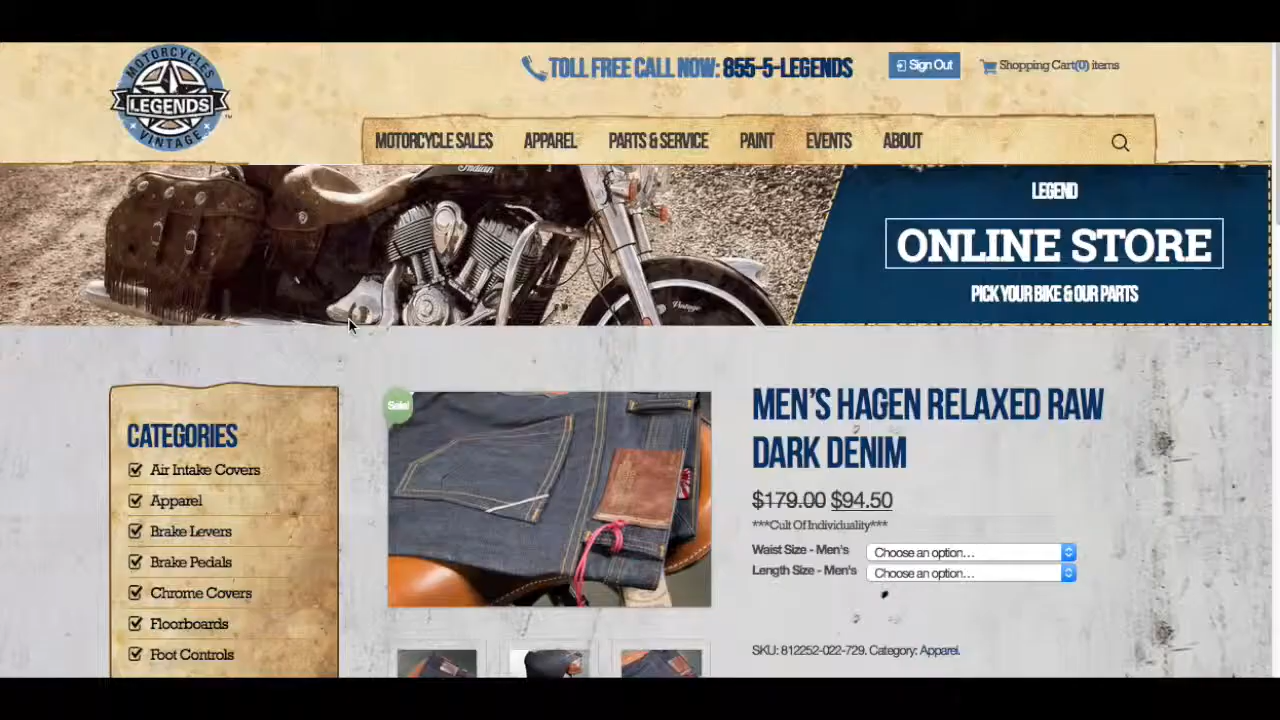 MOTORCYCLES
LEGENDS
VINTAGE
TOLL FREE CALL NOW: 855-5-LEGENDS
Sign Out
Shopping Cart(0) items
MOTORCYCLE SALES
APPAREL
PARTS & SERVICE
PAINT
EVENTS
ABOUT
Indian
Vintage
LEGEND
ONLINE STORE
PICK YOUR BIKE & OUR PARTS
CATEGORIES
Air Intake Covers
Apparel
Brake Levers
Brake Pedals
Chrome Covers
Floorboards
Foot Controls
Sale!
MEN'S HAGEN RELAXED RAW
DARK DENIM
$179.00 $94.50
***Cult Of Individuality***
Waist Size - Men's Choose an option...
Length Size - Men's Choose an option...
SKU: 812252-022-729. Category: Apparel.